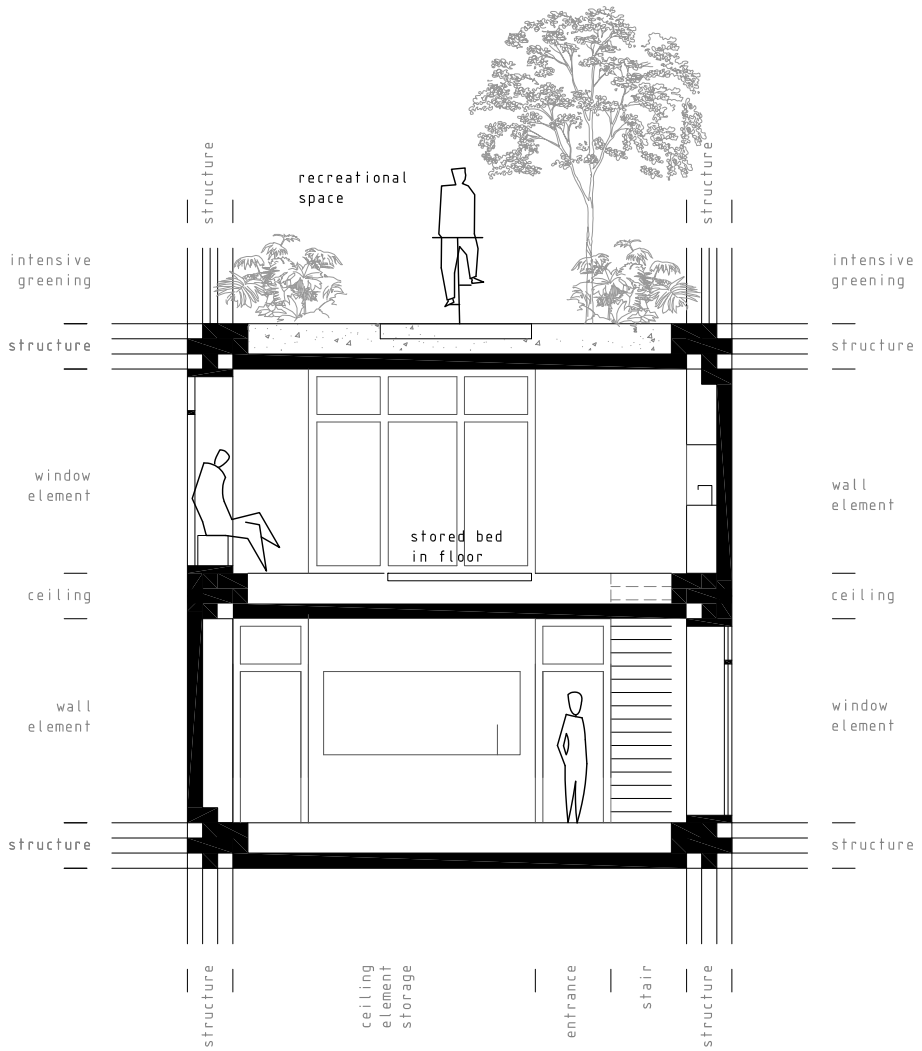 structure
structure
recreational
space
intensive
greening
intensive
greening
structure
structure
window
element
wall
element
stored bed
in floor
ceiling
ceiling
wall
element
window
element
structure
structure
structure
ceiling
element
storage
entrance
stair
structure